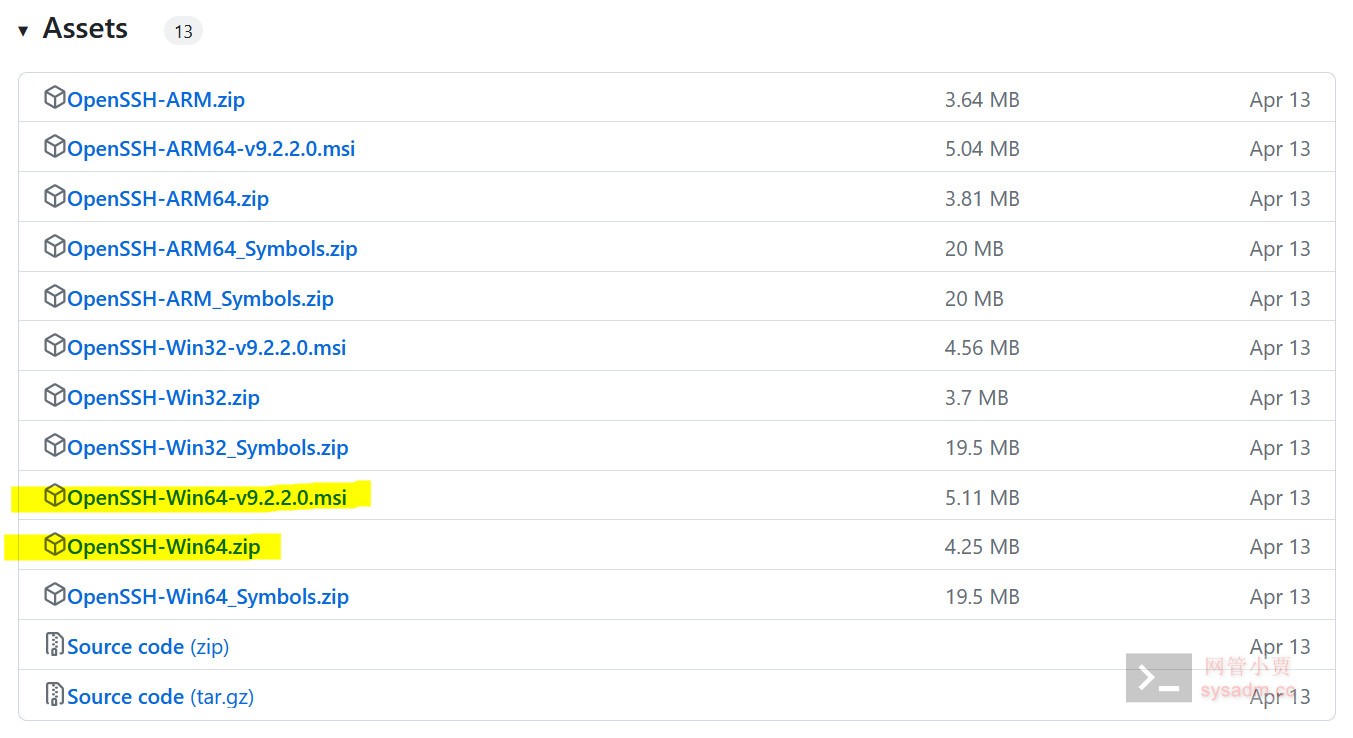 Assets 13
OpenSSH-ARM.zip 3.64 MB Apr 13
OpenSSH-ARM64-v9.2.2.0.msi 5.04 MB Apr 13
OpenSSH-ARM64.zip 3.81 MB Apr 13
OpenSSH-ARM64_Symbols.zip 20 MB Apr 13
OpenSSH-ARM_Symbols.zip 20 MB Apr 13
OpenSSH-Win32-v9.2.2.0.msi 4.56 MB Apr 13
OpenSSH-Win32.zip 3.7 MB Apr 13
OpenSSH-Win32_Symbols.zip 19.5 MB Apr 13
OpenSSH-Win64-v9.2.2.0.msi 5.11 MB Apr 13
OpenSSH-Win64.zip 4.25 MB Apr 13
OpenSSH-Win64_Symbols.zip 19.5 MB Apr 13
Source code (zip) Apr 13
网管小贾
sysadm.cc
Source code (tar.gz) Apr 13